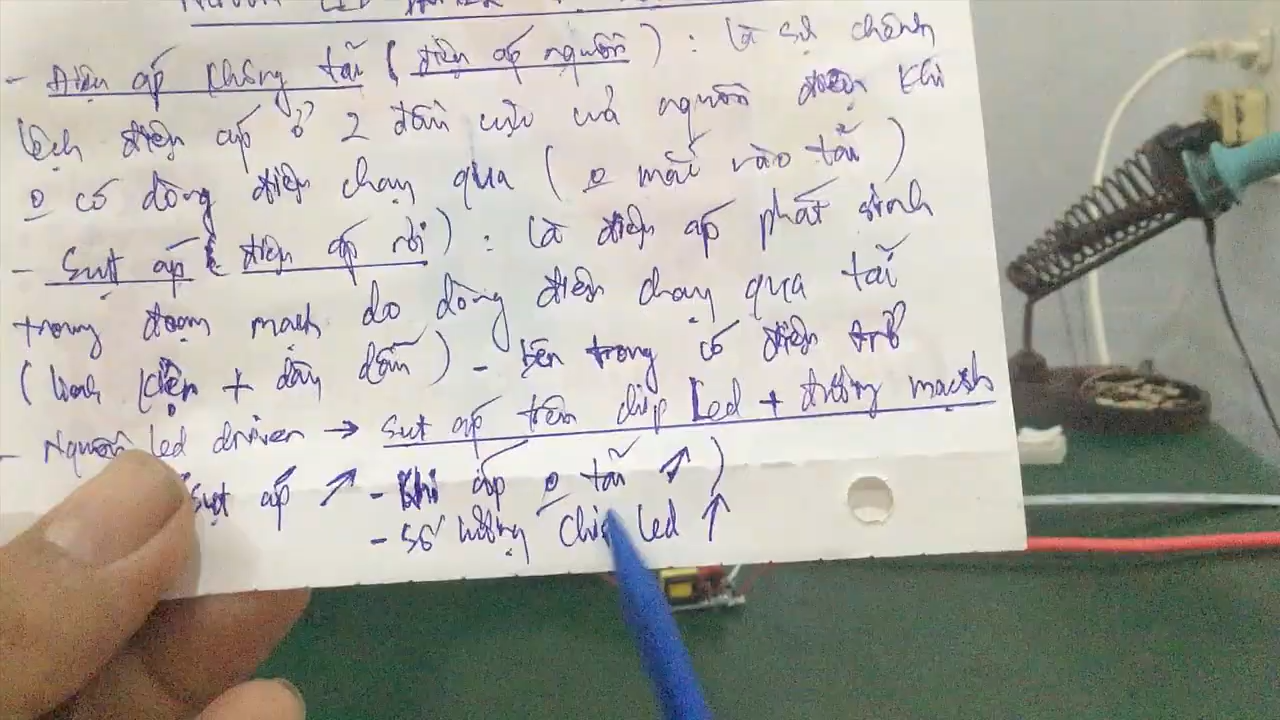 - Điện áp không tải (điện áp nguồn) : là sự chênh
lệch điện áp ở 2 đầu cực của nguồn điện khi
o có dòng điện chạy qua (o mắc vào tải)
- Sụt áp ( điện áp rơi) : là điện áp phát sinh
trong đoạn mạch do dòng điện chạy qua tải
(linh kiện + dây dẫn) - bên trong có điện trở
- Nguồn led driver → sụt áp trên chip Led + đường mạch
sụt áp ↗ - khi áp o tải ↗ )
- Số lượng chip led ↑